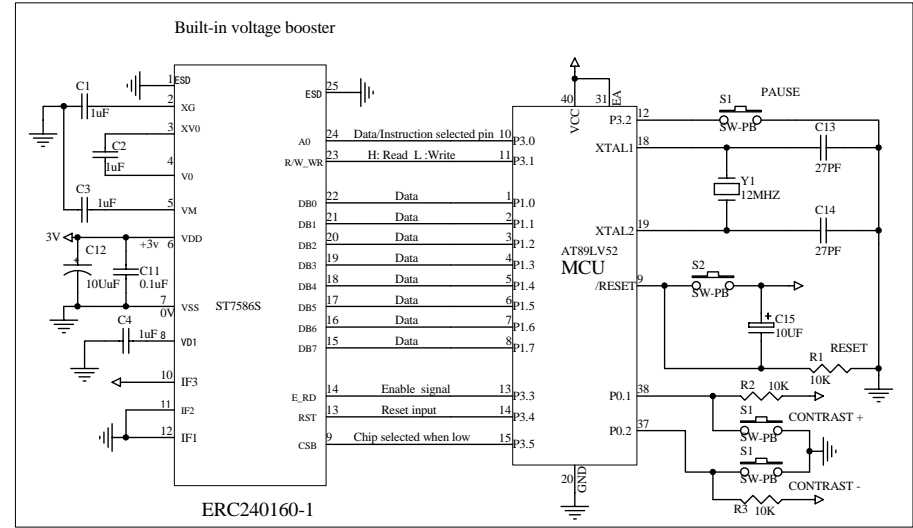 Built-in voltage booster
1 ESD
C1
1uF
2 XG
3 XV0
C2
1uF
4 V0
C3
1uF
5 VM
3V
+3v
6 VDD
C12
10UuF
C11
0.1uF
7 VSS
0V
C4
1uF
8 VD1
10 IF3
11 IF2
12 IF1
ST7586S
ERC240160-1
ESD 25
A0 24 Data/Instruction selected pin 10 P3.0
R/W_WR 23 H: Read L :Write 11 P3.1
DB0 22 Data 1 P1.0
DB1 21 Data 2 P1.1
DB2 20 Data 3 P1.2
DB3 19 Data 4 P1.3
DB4 18 Data 5 P1.4
DB5 17 Data 6 P1.5
DB6 16 Data 7 P1.6
DB7 15 Data 8 P1.7
E_RD 14 Enable signal 13 P3.3
RST 13 Reset input 14 P3.4
CSB 9 Chip selected when low 15 P3.5
40 VCC
31 EA
AT89LV52
MCU
20 GND
P3.2 12
S1
SW-PB
PAUSE
XTAL1 18
C13
27PF
Y1
12MHZ
XTAL2 19
C14
27PF
/RESET 9
S2
SW-PB
C15
10UF
RESET
R1
10K
P0.1 38
R2 10K
S1
SW-PB
CONTRAST +
P0.2 37
S1
SW-PB
CONTRAST -
R3 10K